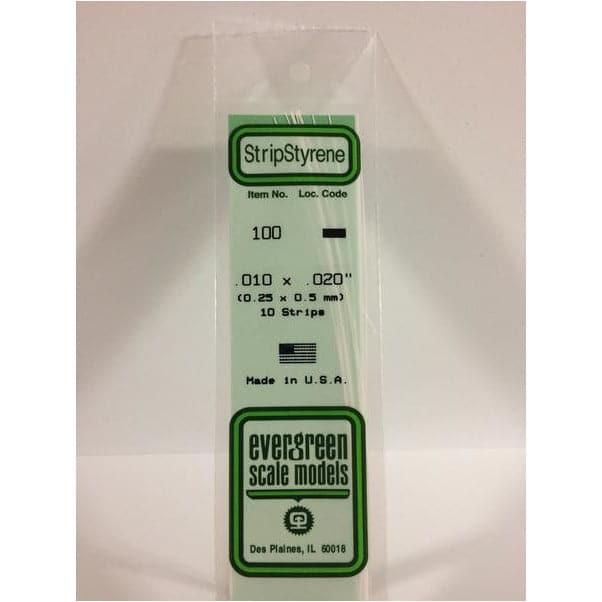 StripStyrene
Item No. Loc. Code
100
.010 x .020"
(0.25 x 0.5 mm)
10 Strips
Made in U.S.A.
evergreen
scale models
Des Plaines, IL 60018